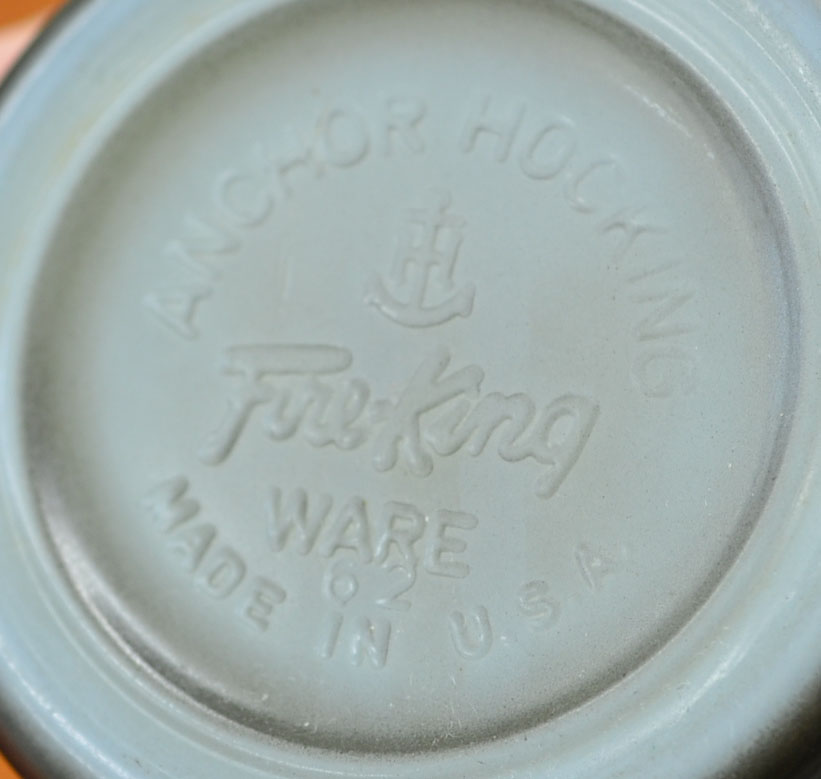 ANCHOR HOCKING
H
Fire-King
WARE
62
MADE IN U.S.A.